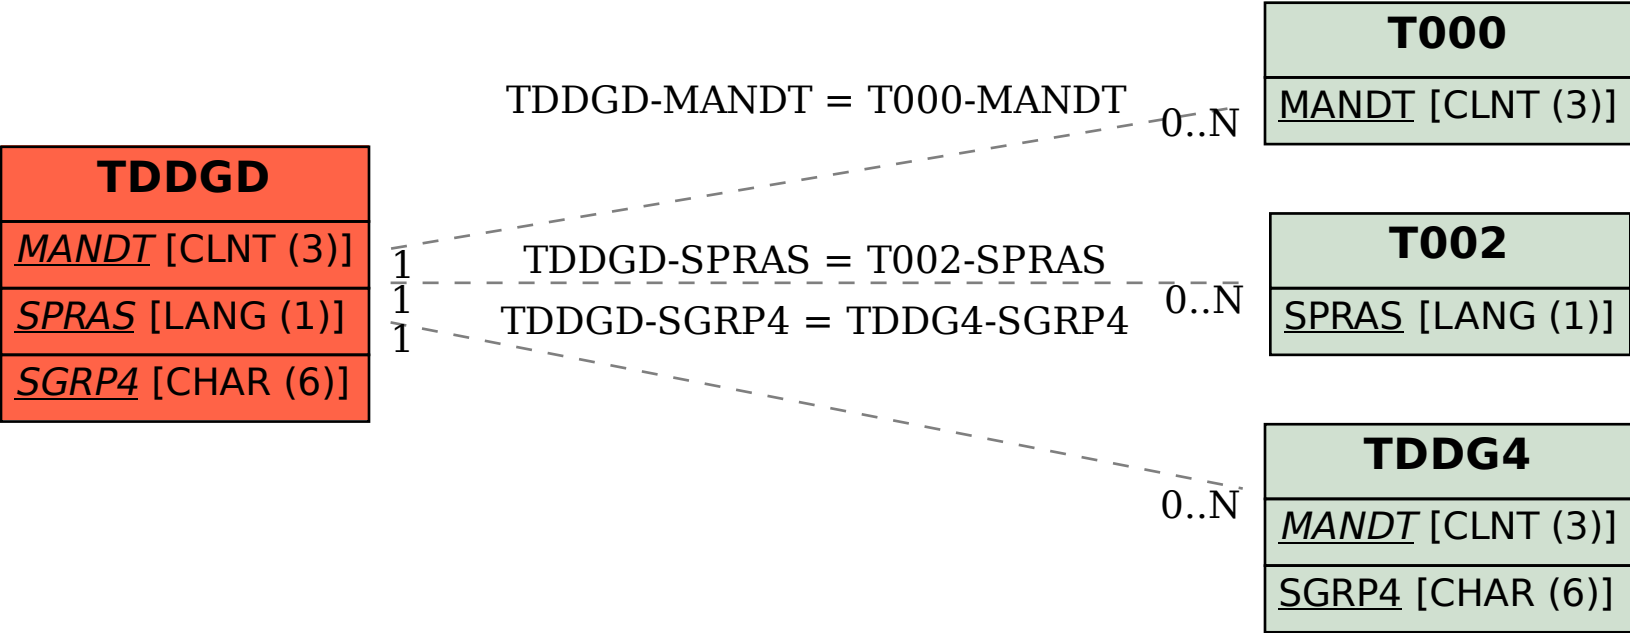 TDDGD
MANDT [CLNT (3)]
SPRAS [LANG (1)]
SGRP4 [CHAR (6)]
TDDGD-MANDT = T000-MANDT
0..N
1
TDDGD-SPRAS = T002-SPRAS
1
0..N
TDDGD-SGRP4 = TDDG4-SGRP4
1
0..N
T000
MANDT [CLNT (3)]
T002
SPRAS [LANG (1)]
TDDG4
MANDT [CLNT (3)]
SGRP4 [CHAR (6)]